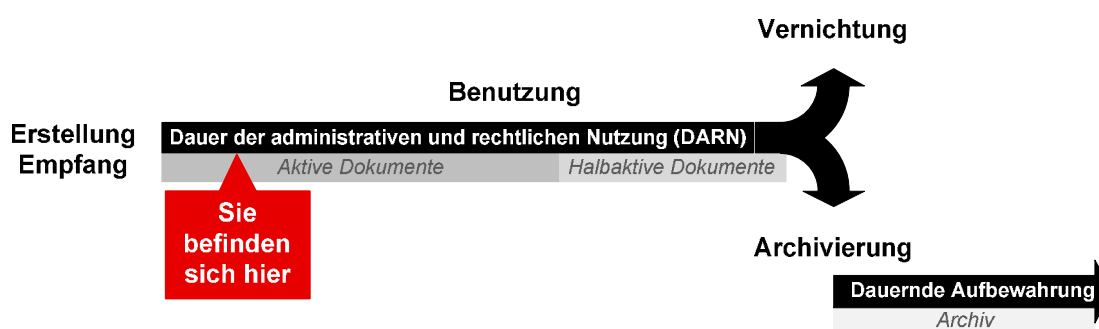 Vernichtung
Benutzung
Erstellung
Empfang
Dauer der administrativen und rechtlichen Nutzung (DARN)
Aktive Dokumente
Halbaktive Dokumente
Sie
befinden
sich hier
Archivierung
Dauernde Aufbewahrung
Archiv